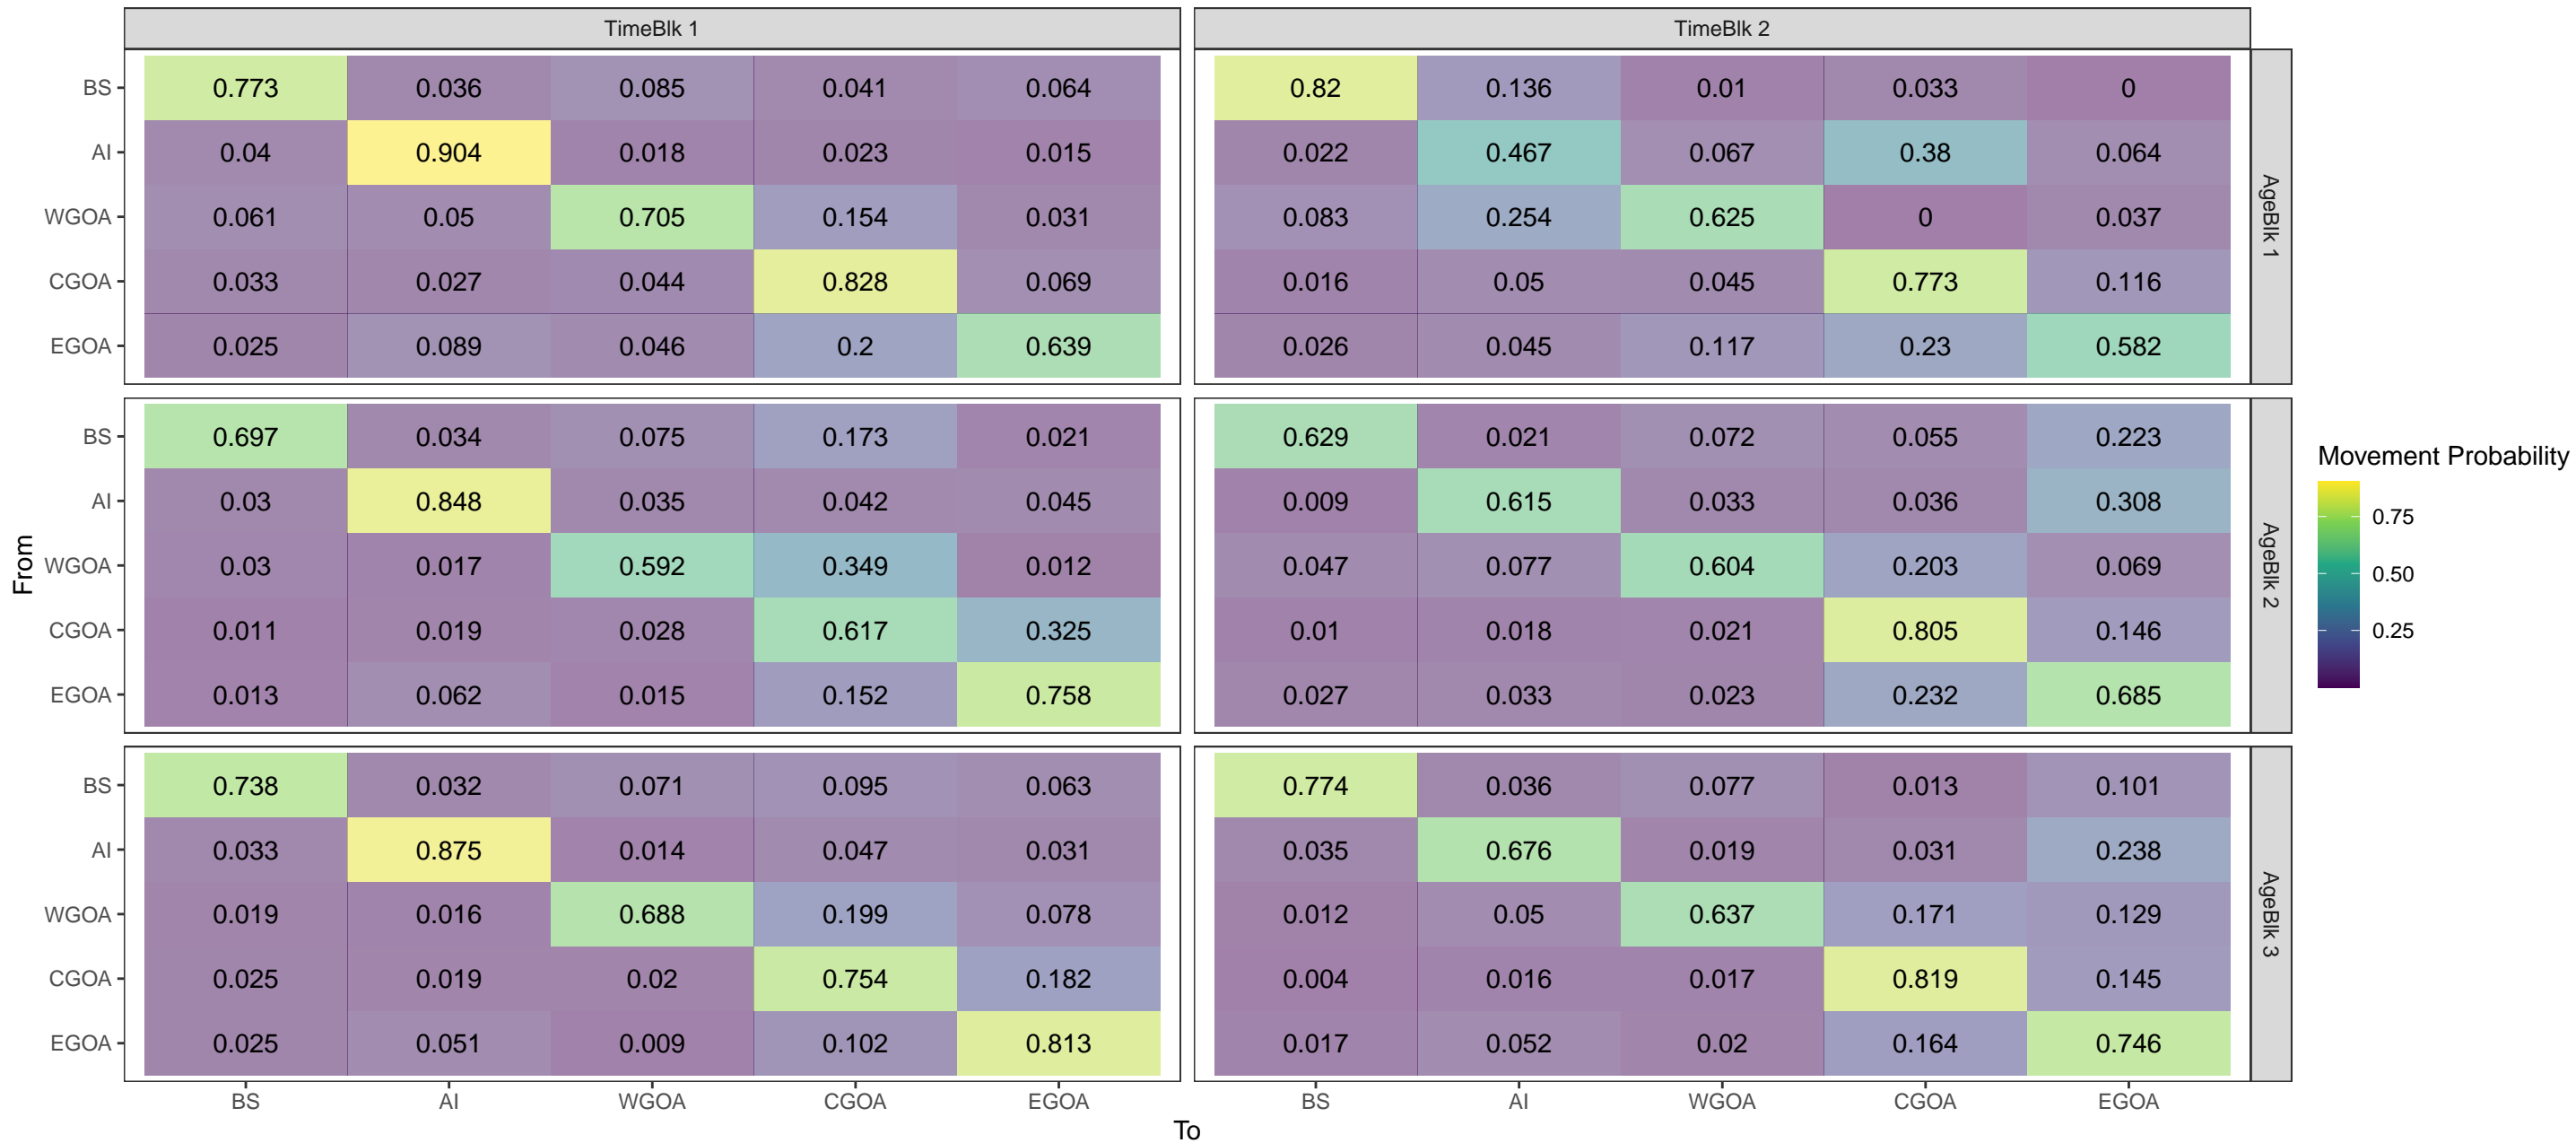 TimeBlk 1 TimeBlk 2
BS 0.773 0.036 0.085 0.041 0.064 0.82 0.136 0.01 0.033 0
AI 0.04 0.904 0.018 0.023 0.015 0.022 0.467 0.067 0.38 0.064
WGOA 0.061 0.05 0.705 0.154 0.031 0.083 0.254 0.625 0 0.037
CGOA 0.033 0.027 0.044 0.828 0.069 0.016 0.05 0.045 0.773 0.116
EGOA 0.025 0.089 0.046 0.2 0.639 0.026 0.045 0.117 0.23 0.582
AgeBlk 1
BS 0.697 0.034 0.075 0.173 0.021 0.629 0.021 0.072 0.055 0.223
AI 0.03 0.848 0.035 0.042 0.045 0.009 0.615 0.033 0.036 0.308
WGOA 0.03 0.017 0.592 0.349 0.012 0.047 0.077 0.604 0.203 0.069
CGOA 0.011 0.019 0.028 0.617 0.325 0.01 0.018 0.021 0.805 0.146
EGOA 0.013 0.062 0.015 0.152 0.758 0.027 0.033 0.023 0.232 0.685
AgeBlk 2
BS 0.738 0.032 0.071 0.095 0.063 0.774 0.036 0.077 0.013 0.101
AI 0.033 0.875 0.014 0.047 0.031 0.035 0.676 0.019 0.031 0.238
WGOA 0.019 0.016 0.688 0.199 0.078 0.012 0.05 0.637 0.171 0.129
CGOA 0.025 0.019 0.02 0.754 0.182 0.004 0.016 0.017 0.819 0.145
EGOA 0.025 0.051 0.009 0.102 0.813 0.017 0.052 0.02 0.164 0.746
AgeBlk 3
BS AI WGOA CGOA EGOA BS AI WGOA CGOA EGOA
To
From
Movement Probability
0.75
0.50
0.25